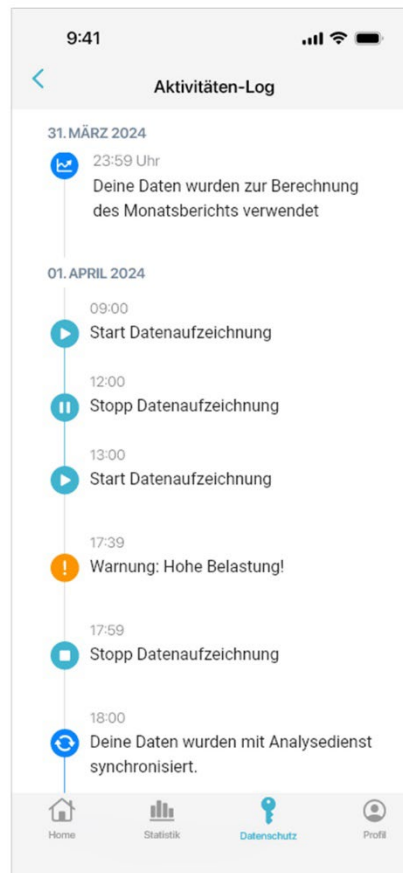 9:41
Aktivitäten-Log
31. MÄRZ 2024
23:59 Uhr
Deine Daten wurden zur Berechnung
des Monatsberichts verwendet
01. APRIL 2024
09:00
Start Datenaufzeichnung
12:00
Stopp Datenaufzeichnung
13:00
Start Datenaufzeichnung
17:39
Warnung: Hohe Belastung!
17:59
Stopp Datenaufzeichnung
18:00
Deine Daten wurden mit Analysedienst
synchronisiert.
Home Statistik Datenschutz Profil